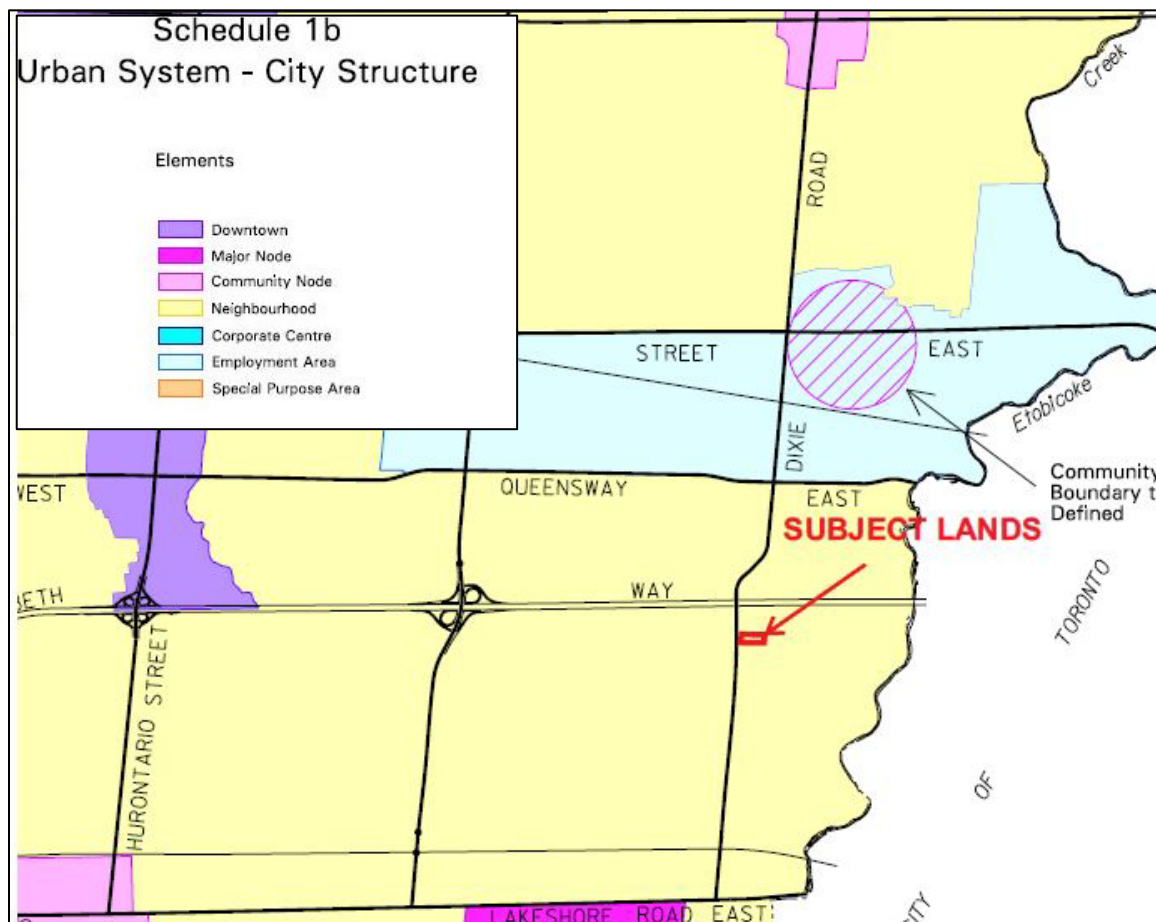 Schedule 1b
Urban System - City Structure
Elements
Downtown
Major Node
Community Node
Neighbourhood
Corporate Centre
Employment Area
Special Purpose Area
Creek
ROAD
STREET
EAST
Etobicoke
DIXIE
WEST
QUEENSWAY
EAST
Community
Boundary t
Defined
SUBJECT LANDS
BETH
WAY
TORONTO
HURONTARIO STREET
OF
LAKESHORE ROAD EAST
CITY